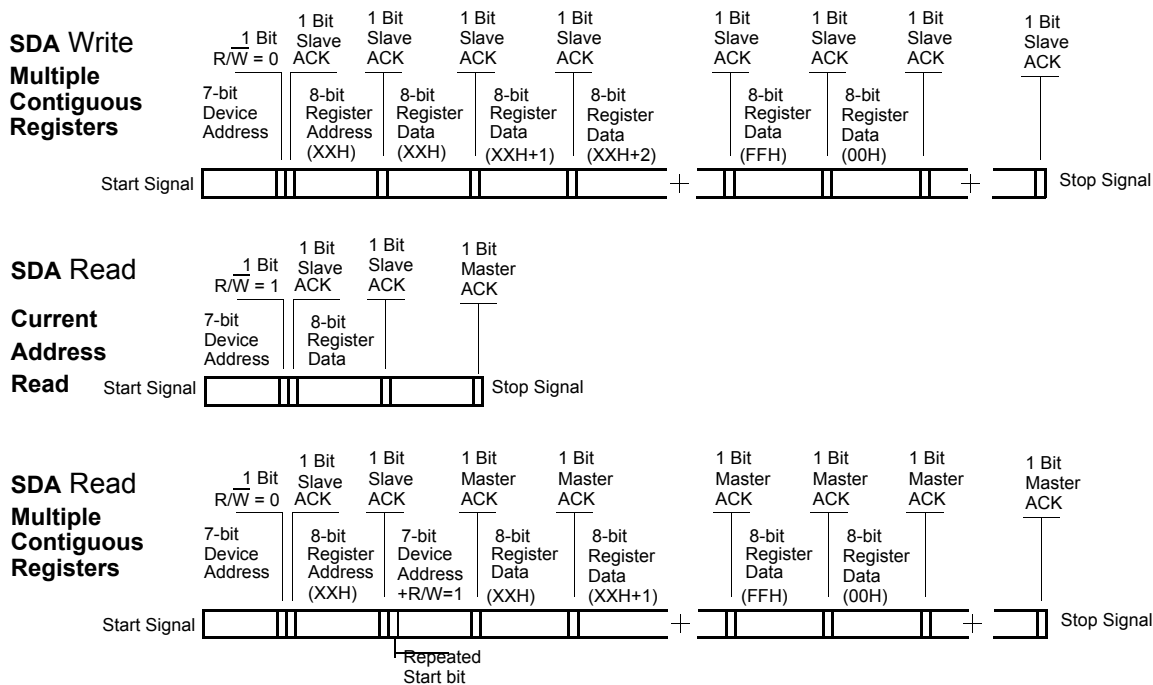 SDA Write
Multiple
Contiguous
Registers
1 Bit
R/W = 0
1 Bit
Slave
ACK
1 Bit
Slave
ACK
1 Bit
Slave
ACK
1 Bit
Slave
ACK
1 Bit
Slave
ACK
1 Bit
Slave
ACK
1 Bit
Slave
ACK
1 Bit
Slave
ACK
7-bit
Device
Address
8-bit
Register
Address
(XXH)
8-bit
Register
Data
(XXH)
8-bit
Register
Data
(XXH+1)
8-bit
Register
Data
(XXH+2)
8-bit
Register
Data
(FFH)
8-bit
Register
Data
(00H)
Start Signal
Stop Signal
SDA Read
Current
Address
Read
1 Bit
R/W = 1
1 Bit
Slave
ACK
1 Bit
Slave
ACK
1 Bit
Master
ACK
7-bit
Device
Address
8-bit
Register
Data
Start Signal
Stop Signal
SDA Read
Multiple
Contiguous
Registers
1 Bit
R/W = 0
1 Bit
Slave
ACK
1 Bit
Slave
ACK
1 Bit
Master
ACK
1 Bit
Master
ACK
1 Bit
Master
ACK
1 Bit
Master
ACK
1 Bit
Master
ACK
1 Bit
Master
ACK
7-bit
Device
Address
8-bit
Register
Address
(XXH)
7-bit
Device
Address
+R/W=1
8-bit
Register
Data
(XXH)
8-bit
Register
Data
(XXH+1)
8-bit
Register
Data
(FFH)
8-bit
Register
Data
(00H)
Start Signal
Stop Signal
Repeated
Start bit